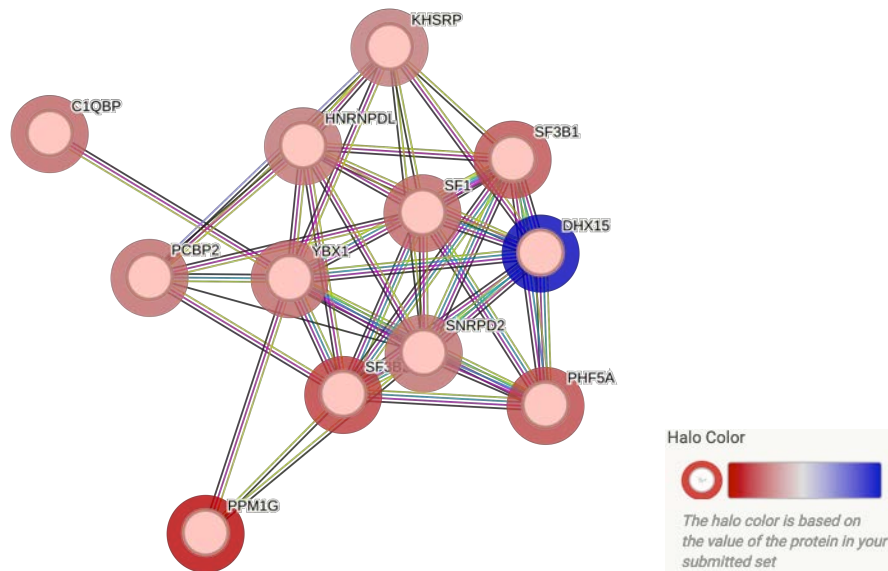 KHSRP
C1QBP
HNRNPDL
SF3B1
SF1
DHX15
PCBP2
YBX1
SNRPD2
PHF5A
PPM1G
Halo Color
The halo color is based on
the value of the protein in your
submitted set